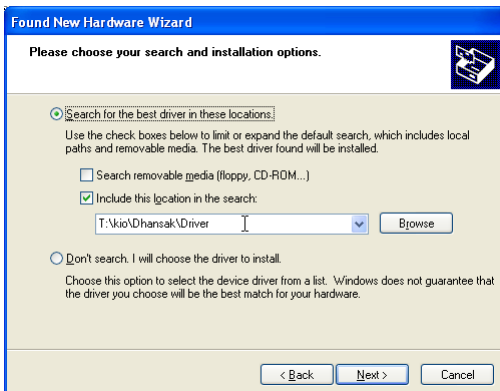 Found New Hardware Wizard
Please choose your search and installation options.
Search for the best driver in these locations.
Use the check boxes below to limit or expand the default search, which includes local
paths and removable media. The best driver found will be installed.
Search removable media (floppy, CD-ROM...)
Include this location in the search:
T:\kio\Dhansak\Driver
Browse
Don't search. I will choose the driver to install.
Choose this option to select the device driver from a list. Windows does not guarantee that
the driver you choose will be the best match for your hardware.
< Back
Next >
Cancel